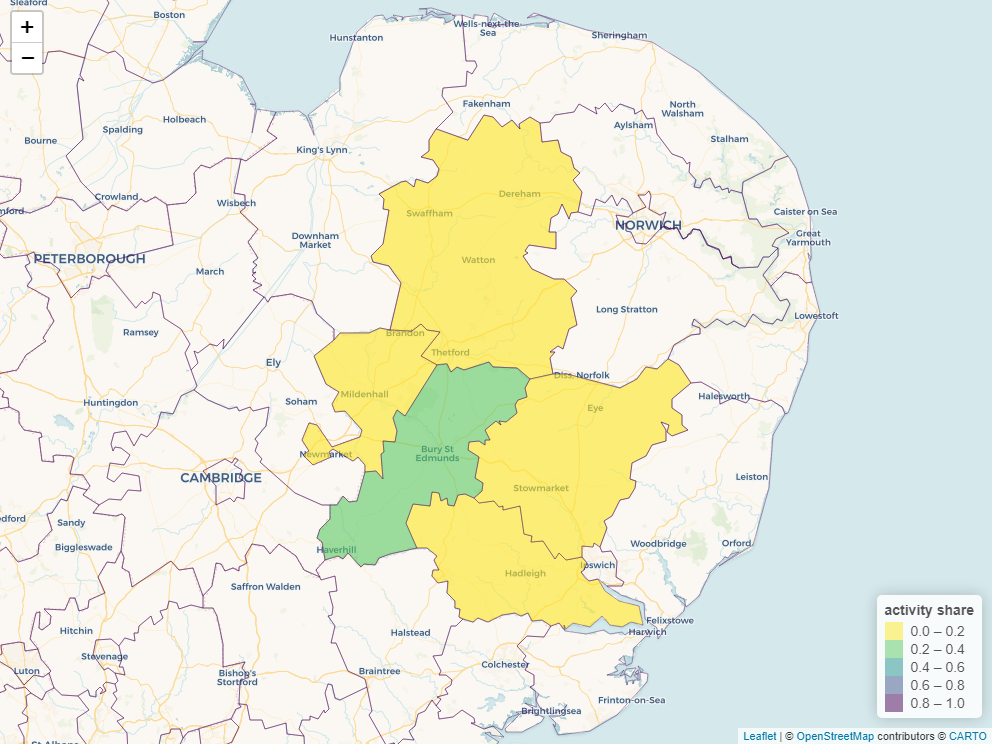 Sleaford
Boston
+
−
Hunstanton
Wells-next-the-
Sea
Sheringham
Fakenham
North
Walsham
Holbeach
Spalding
Aylsham
Stalham
Bourne
King's Lynn
Dereham
Crowland
Wisbech
Swaffham
Caister on Sea
mford
NORWICH
Great
Yarmouth
Downham
Market
PETERBOROUGH
March
Watton
Long Stratton
Lowestoft
Ramsey
Brandon
Thetford
Ely
Diss, Norfolk
Mildenhall
Halesworth
Huntingdon
Soham
Eye
Newmarket
Bury St
Edmunds
CAMBRIDGE
Leiston
Stowmarket
edford
Sandy
Biggleswade
Haverhill
Woodbridge
Orford
Ipswich
Hadleigh
Saffron Walden
Felixstowe
Harwich
Hitchin
Halstead
Stevenage
Luton
Bishop's
Stortford
Braintree
Colchester
Frinton-on-Sea
Brightlingsea
St Albans
activity share
0.0 – 0.2
0.2 – 0.4
0.4 – 0.6
0.6 – 0.8
0.8 – 1.0
Leaflet | © OpenStreetMap contributors © CARTO